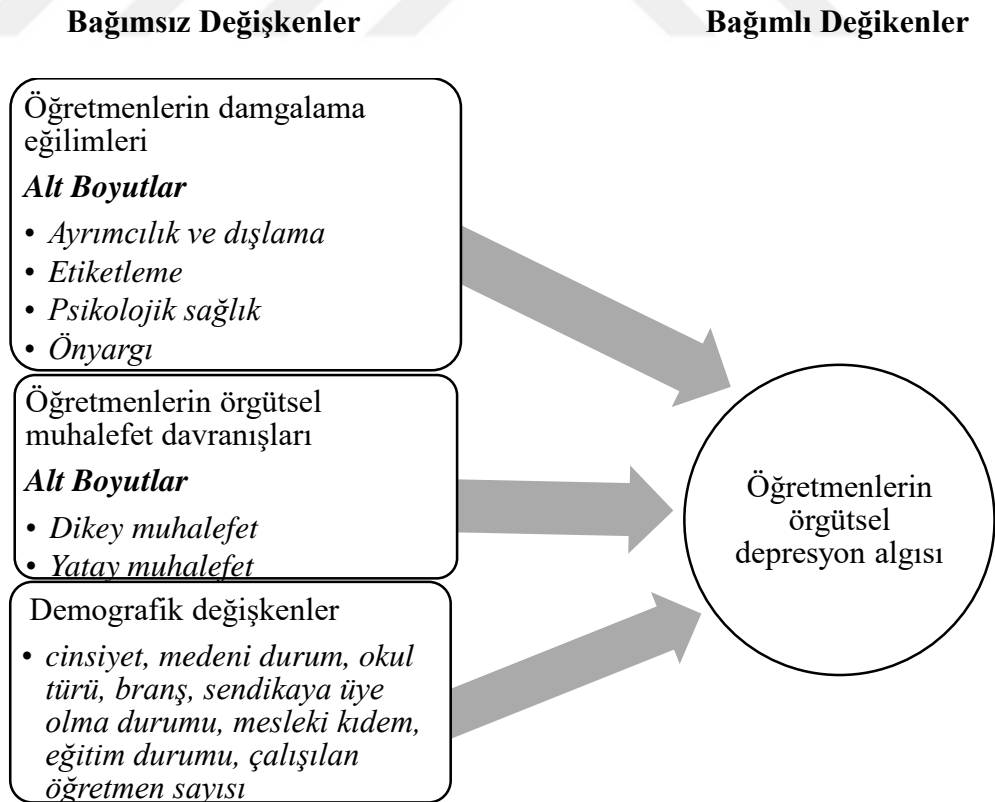 Bağımsız Değişkenler
Bağımlı Değikenler
Öğretmenlerin damgalama
eğilimleri
Alt Boyutlar
• Ayrımcılık ve dışlama
• Etiketleme
• Psikolojik sağlık
• Önyargı
Öğretmenlerin örgütsel
muhalefet davranışları
Alt Boyutlar
• Dikey muhalefet
• Yatay muhalefet
Demografik değişkenler
• cinsiyet, medeni durum, okul
türü, branş, sendikaya üye
olma durumu, mesleki kıdem,
eğitim durumu, çalışılan
öğretmen sayısı
Öğretmenlerin
örgütsel
depresyon algısı